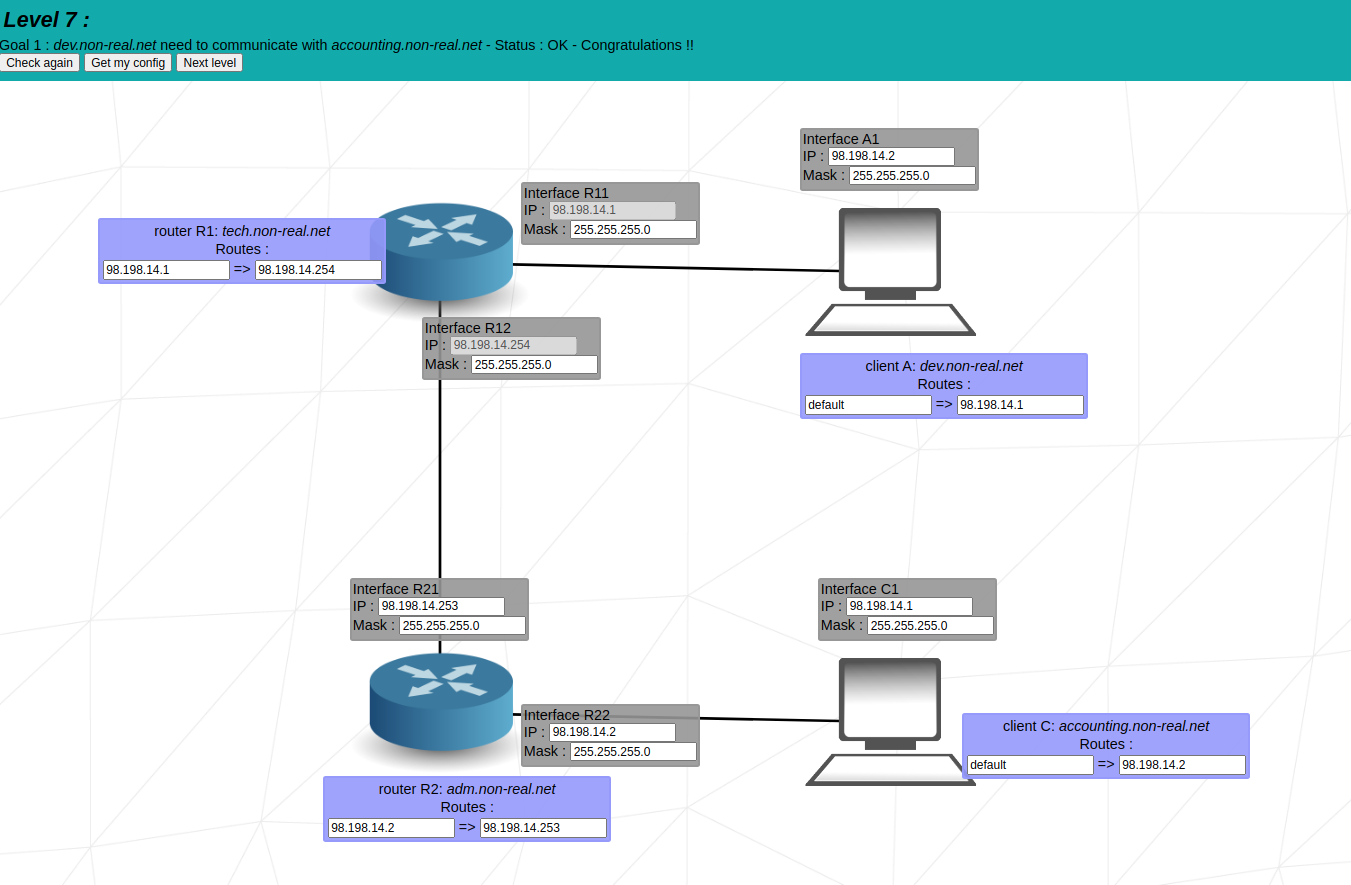 Level 7 :
Goal 1 : dev.non-real.net need to communicate with accounting.non-real.net - Status : OK - Congratulations !!
Check again Get my config Next level
Interface A1
IP : 98.198.14.2
Mask : 255.255.255.0
Interface R11
IP : 98.198.14.1
Mask : 255.255.255.0
router R1: tech.non-real.net
Routes :
98.198.14.1 => 98.198.14.254
Interface R12
IP : 98.198.14.254
Mask : 255.255.255.0
client A: dev.non-real.net
Routes :
default => 98.198.14.1
Interface R21
IP : 98.198.14.253
Mask : 255.255.255.0
Interface C1
IP : 98.198.14.1
Mask : 255.255.255.0
Interface R22
IP : 98.198.14.2
Mask : 255.255.255.0
client C: accounting.non-real.net
Routes :
default => 98.198.14.2
router R2: adm.non-real.net
Routes :
98.198.14.2 => 98.198.14.253